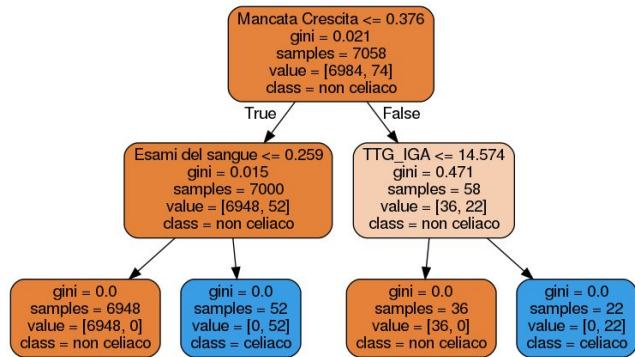 Mancata Crescita <= 0.376
gini = 0.021
samples = 7058
value = [6984, 74]
class = non celiaco
True
False
Esami del sangue <= 0.259
gini = 0.015
samples = 7000
value = [6948, 52]
class = non celiaco
TTG_IGA <= 14.574
gini = 0.471
samples = 58
value = [36, 22]
class = non celiaco
gini = 0.0
samples = 6948
value = [6948, 0]
class = non celiaco
gini = 0.0
samples = 52
value = [0, 52]
class = celiaco
gini = 0.0
samples = 36
value = [36, 0]
class = non celiaco
gini = 0.0
samples = 22
value = [0, 22]
class = celiaco